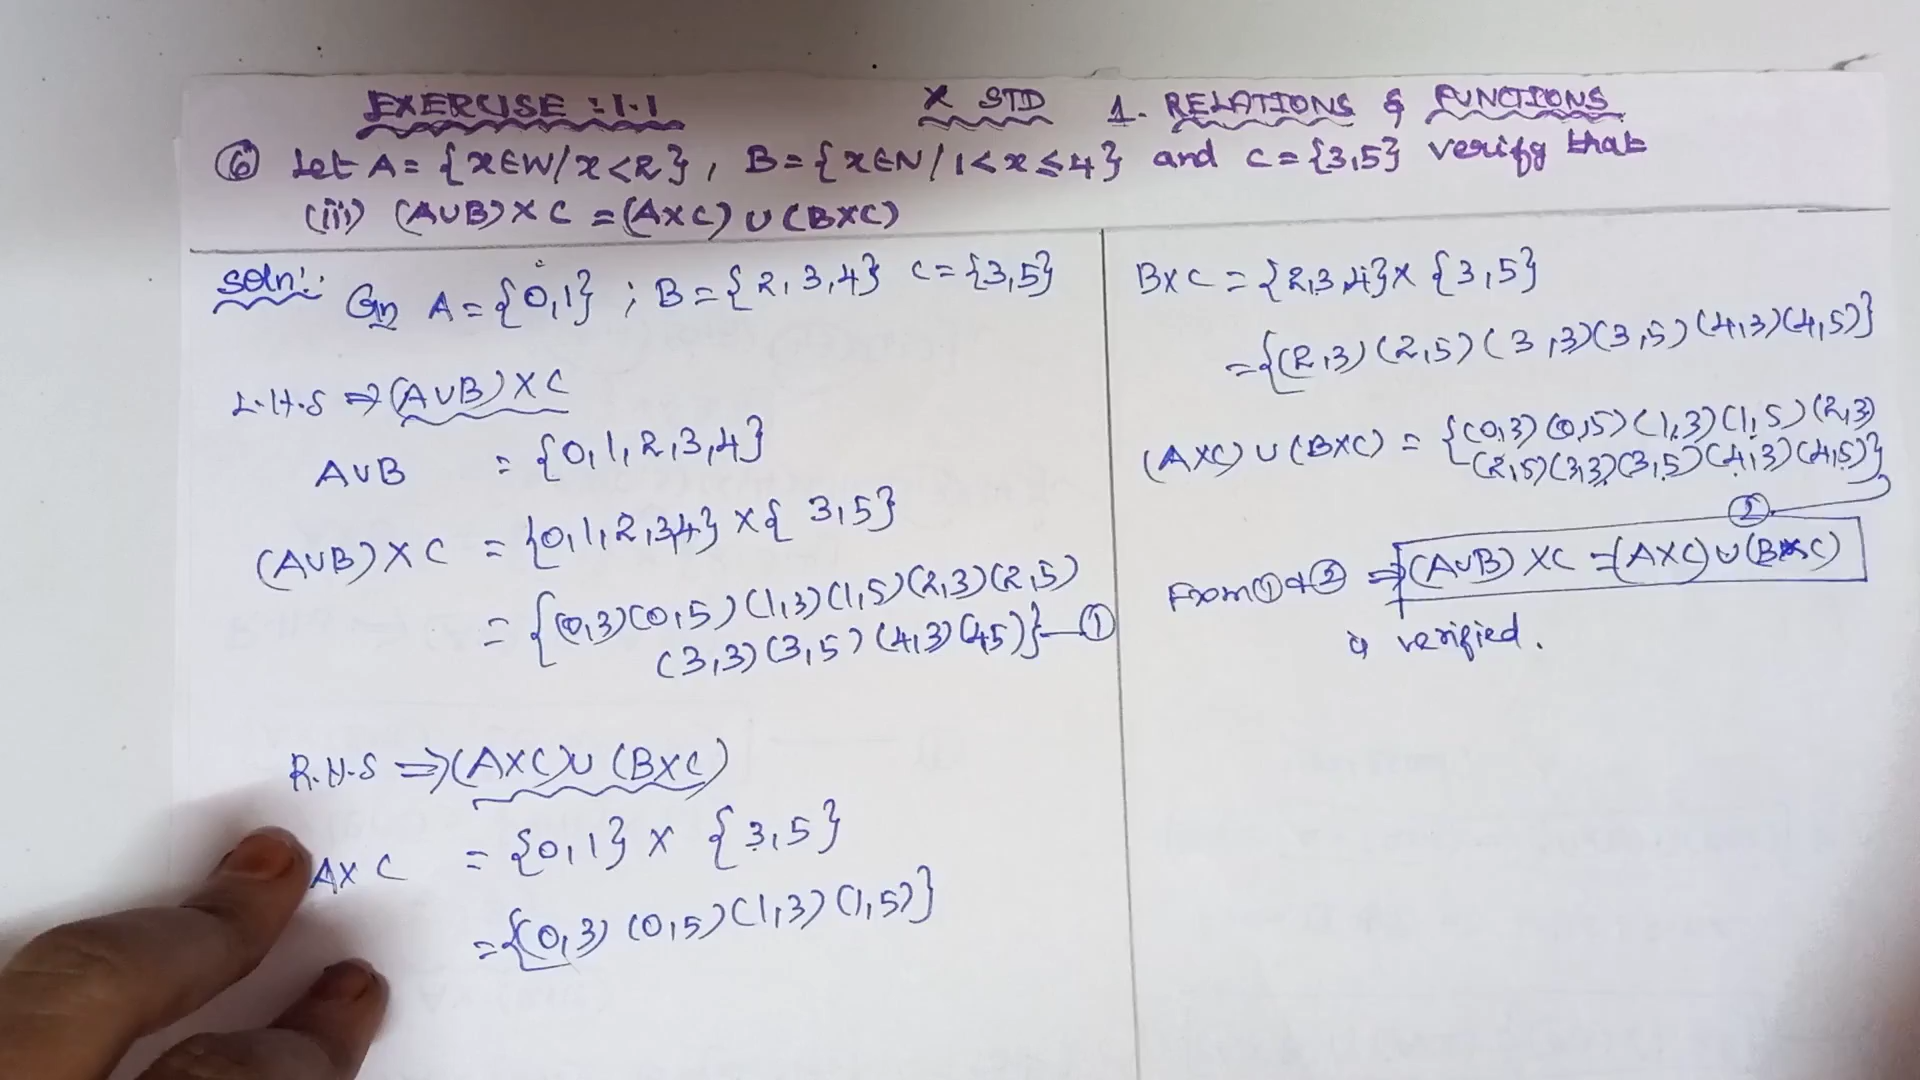 EXERCISE : 1.1 X STD 1. RELATIONS & FUNCTIONS
⑥ Let A = {x∈W/x<2}, B = {x∈N/1<x≤4} and C = {3,5} verify that
(iii) (A∪B)×C = (A×C)∪(B×C)
Soln:
Gn A = {0,1} ; B = {2,3,4} C = {3,5}
L.H.S ⇒ (A∪B)×C
A∪B = {0,1,2,3,4}
(A∪B)×C = {0,1,2,3,4} × {3,5}
= {(0,3)(0,5)(1,3)(1,5)(2,3)(2,5)
(3,3)(3,5)(4,3)(4,5)} — ①
R.H.S ⇒ (A×C)∪(B×C)
A×C = {0,1} × {3,5}
= {(0,3)(0,5)(1,3)(1,5)}
B×C = {2,3,4} × {3,5}
= {(2,3)(2,5)(3,3)(3,5)(4,3)(4,5)}
(A×C)∪(B×C) = {(0,3)(0,5)(1,3)(1,5)(2,3)
(2,5)(3,3)(3,5)(4,3)(4,5)}
②
From ① & ② ⇒ (A∪B)×C = (A×C)∪(B×C)
is verified.